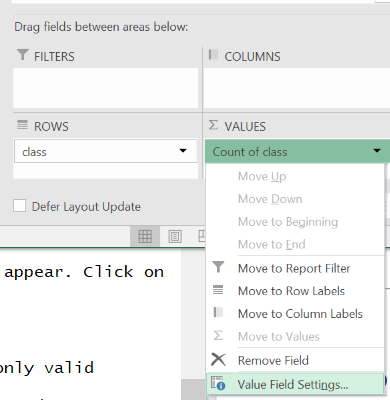 Drag fields between areas below:
FILTERS
COLUMNS
ROWS
VALUES
class
Count of class
Defer Layout Update
Move Up
Move Down
Move to Beginning
Move to End
Move to Report Filter
Move to Row Labels
Move to Column Labels
Move to Values
Remove Field
Value Field Settings...
appear. Click on
only valid